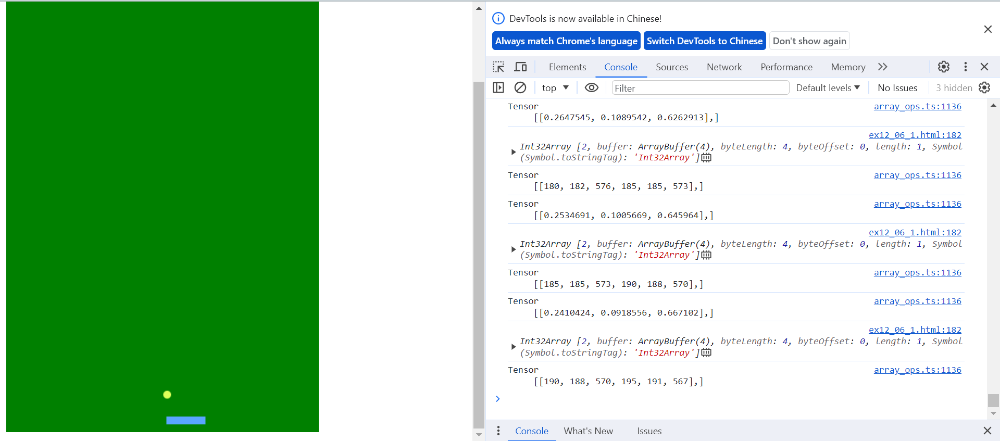 DevTools is now available in Chinese!
Always match Chrome's language
Switch DevTools to Chinese
Don't show again
Elements Console Sources Network Performance Memory
top Filter Default levels No Issues 3 hidden
Tensor array_ops.ts:1136
[[0.2647545, 0.1089542, 0.6262913],]
ex12_06_1.html:182
Int32Array [2, buffer: ArrayBuffer(4), byteLength: 4, byteOffset: 0, length: 1, Symbol
(Symbol.toStringTag): 'Int32Array']
Tensor array_ops.ts:1136
[[180, 182, 576, 185, 185, 573],]
Tensor array_ops.ts:1136
[[0.2534691, 0.1005669, 0.645964],]
ex12_06_1.html:182
Int32Array [2, buffer: ArrayBuffer(4), byteLength: 4, byteOffset: 0, length: 1, Symbol
(Symbol.toStringTag): 'Int32Array']
Tensor array_ops.ts:1136
[[185, 185, 573, 190, 188, 570],]
Tensor array_ops.ts:1136
[[0.2410424, 0.0918556, 0.667102],]
ex12_06_1.html:182
Int32Array [2, buffer: ArrayBuffer(4), byteLength: 4, byteOffset: 0, length: 1, Symbol
(Symbol.toStringTag): 'Int32Array']
Tensor array_ops.ts:1136
[[190, 188, 570, 195, 191, 567],]
Console What's New Issues